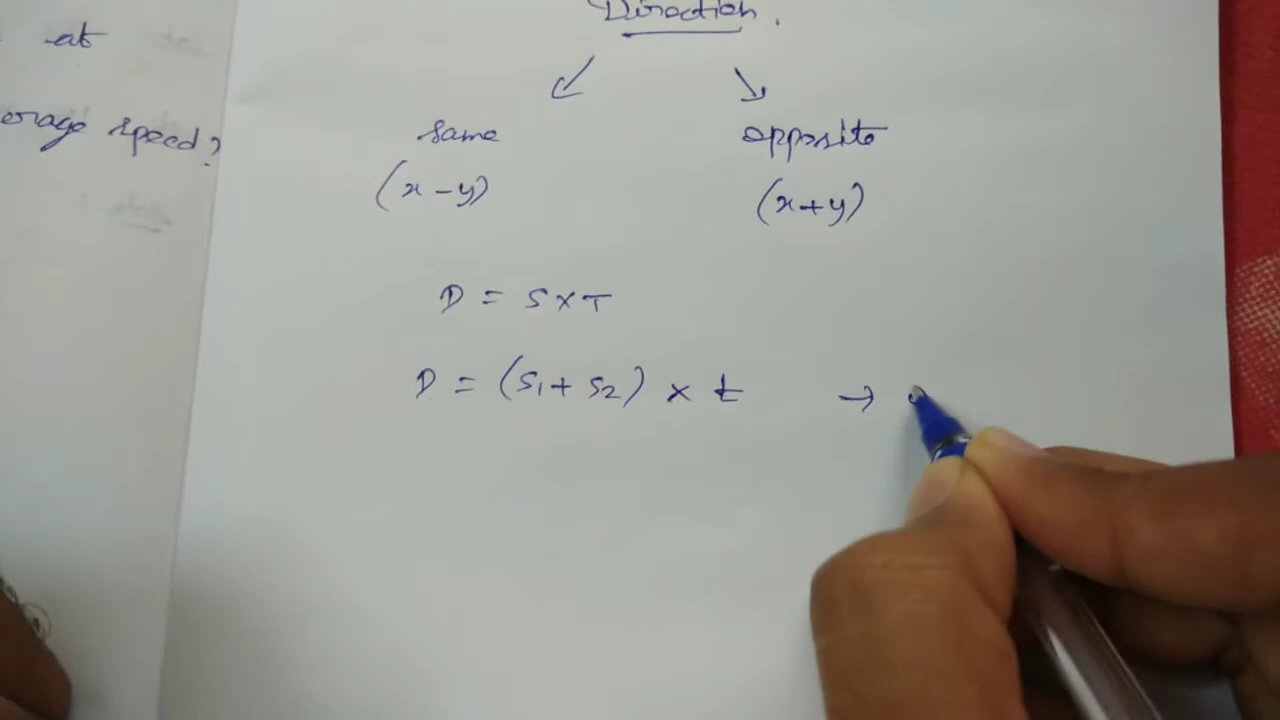 Direction.
at
erage speed?
same
opposite
(x-y)
(x+y)
D = S×T
D = (S1+ S2) × t →